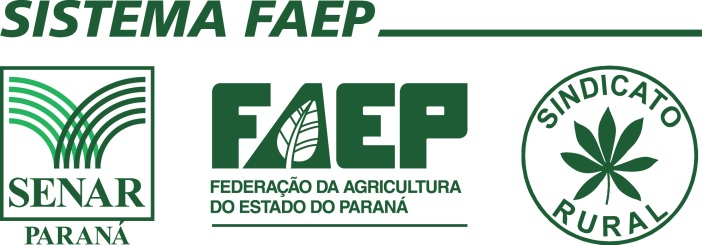 SISTEMA FAEP
SENAR
PARANÁ
FAEP
FEDERAÇÃO DA AGRICULTURA
DO ESTADO DO PARANÁ
SINDICATO
RURAL